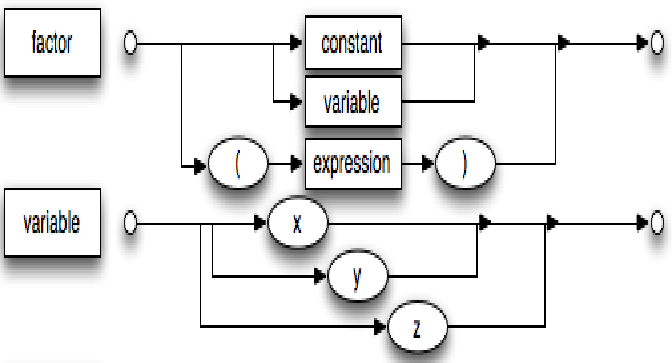 factor constant
variable
( expression )
variable x
y
z